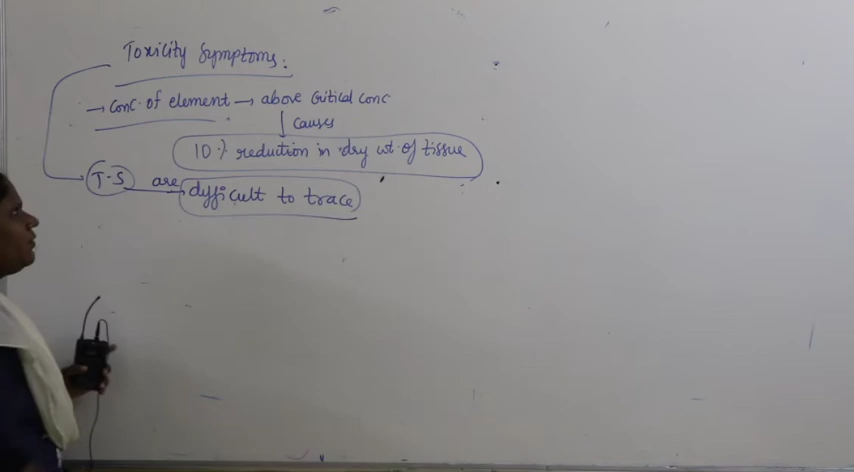 Toxicity Symptoms:
→ Conc. of element → above Critical Conc
↓ Causes
10 % reduction in dry wt. of tissue
T-S are difficult to trace